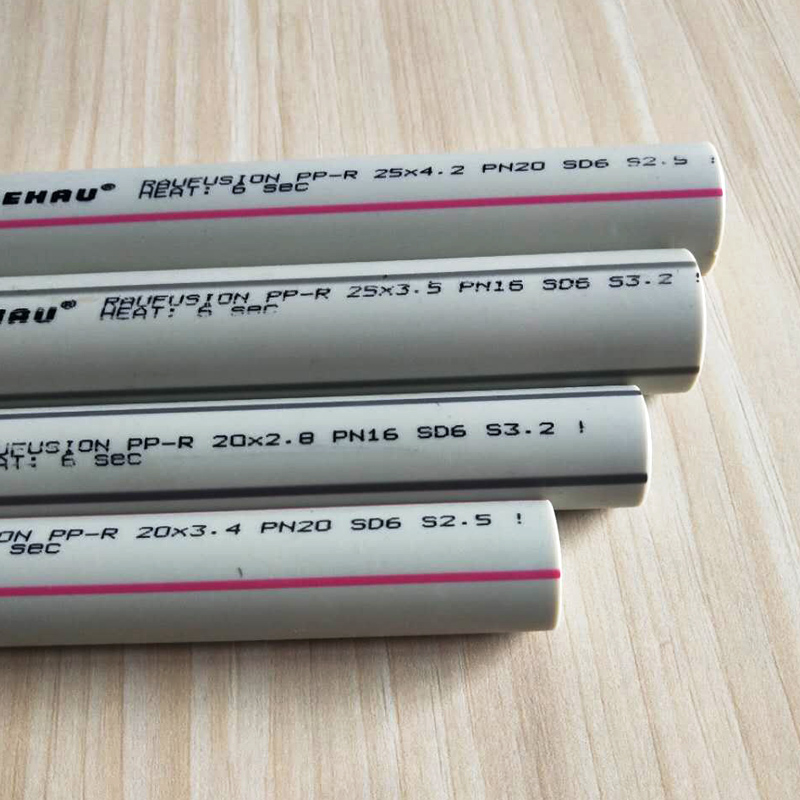 EHAU® RAUFUSION PP-R 25x4.2 PN20 SD6 S2.5 !
HEAT: 6 sec
HAU® RAUFUSION PP-R 25x3.5 PN16 SD6 S3.2 !
HEAT: 6 sec
UFUSION PP-R 20x2.8 PN16 SD6 S3.2 !
AT: 6 sec
ON PP-R 20x3.4 PN20 SD6 S2.5 !
sec